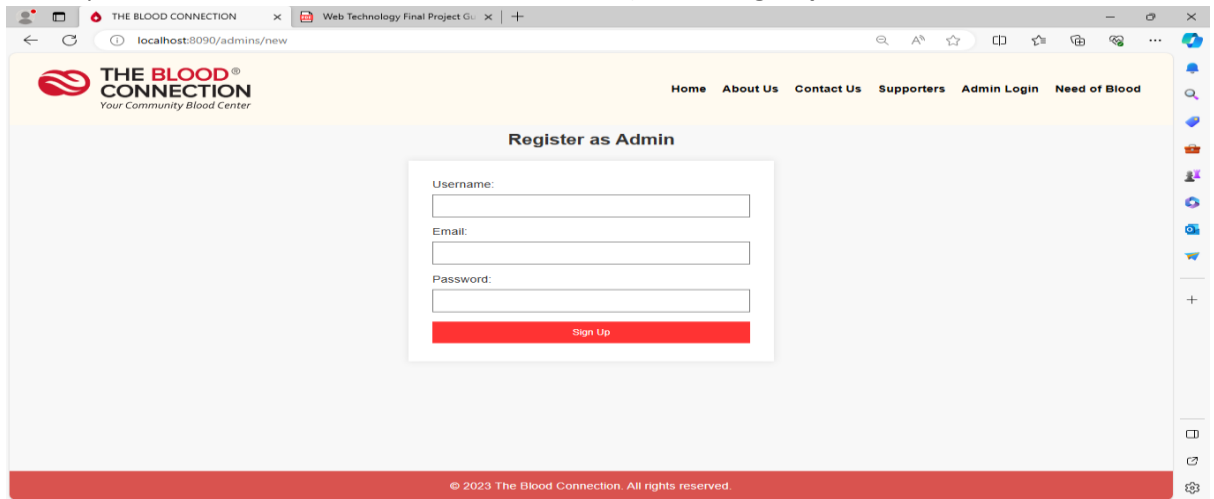 THE BLOOD CONNECTION
Web Technology Final Project Gu
localhost:8090/admins/new
THE BLOOD®
CONNECTION
Your Community Blood Center
Home About Us Contact Us Supporters Admin Login Need of Blood
Register as Admin
Username:
Email:
Password:
Sign Up
© 2023 The Blood Connection. All rights reserved.